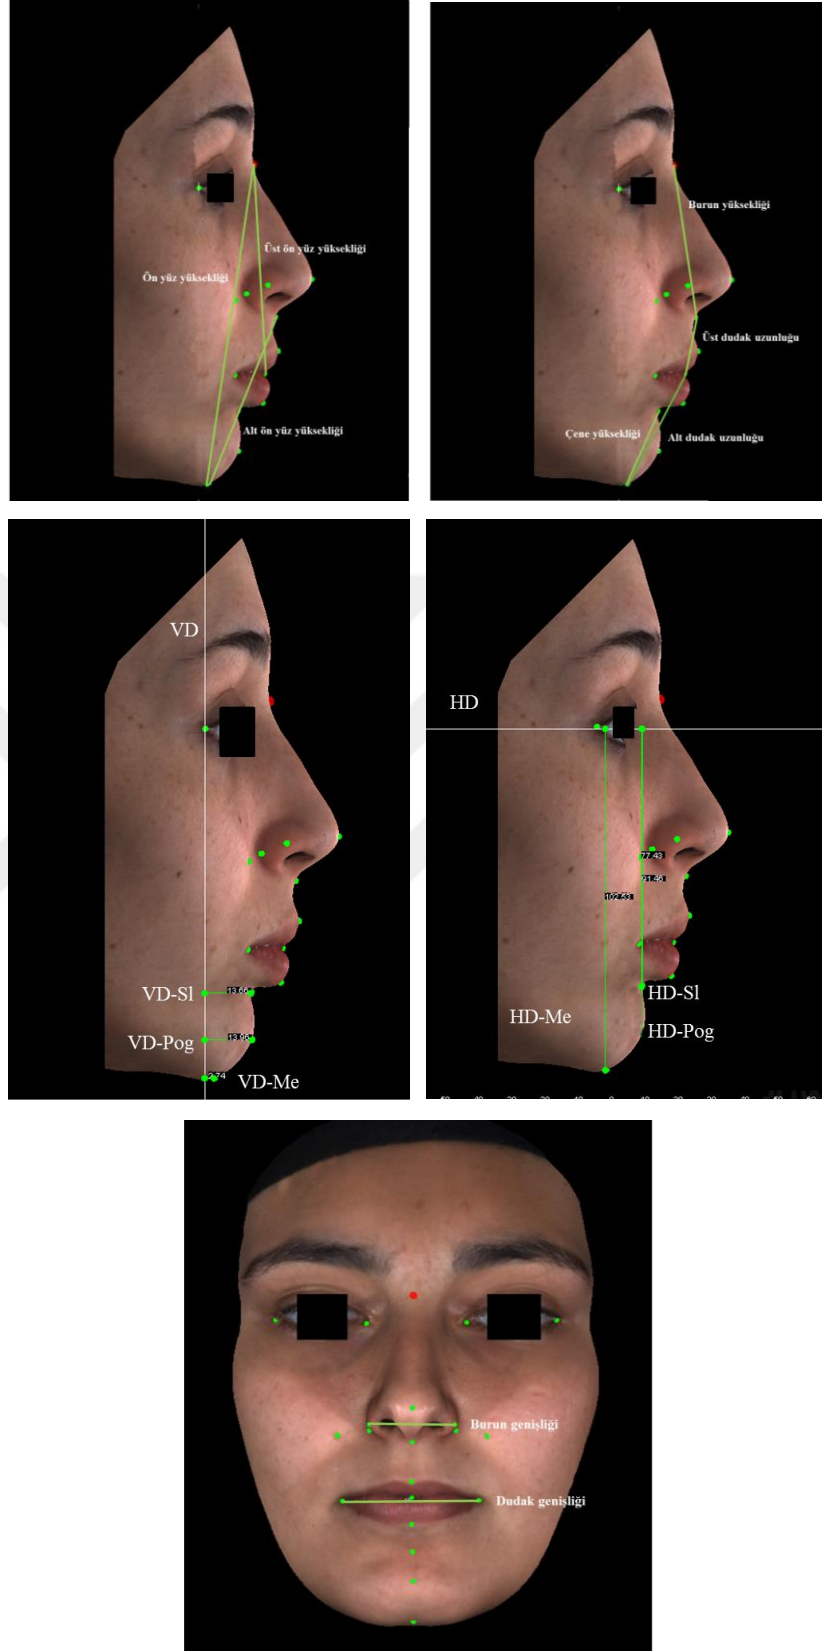 Üst ön yüz yüksekliği
Ön yüz yüksekliği
Alt ön yüz yüksekliği
Burun yüksekliği
Üst dudak uzunluğu
Çene yüksekliği
Alt dudak uzunluğu
VD
VD-Sl
13.66
VD-Pog
13.96
2.74
VD-Me
HD
77.43
91.46
102.53
HD-Sl
HD-Me
HD-Pog
Burun genişliği
Dudak genişliği